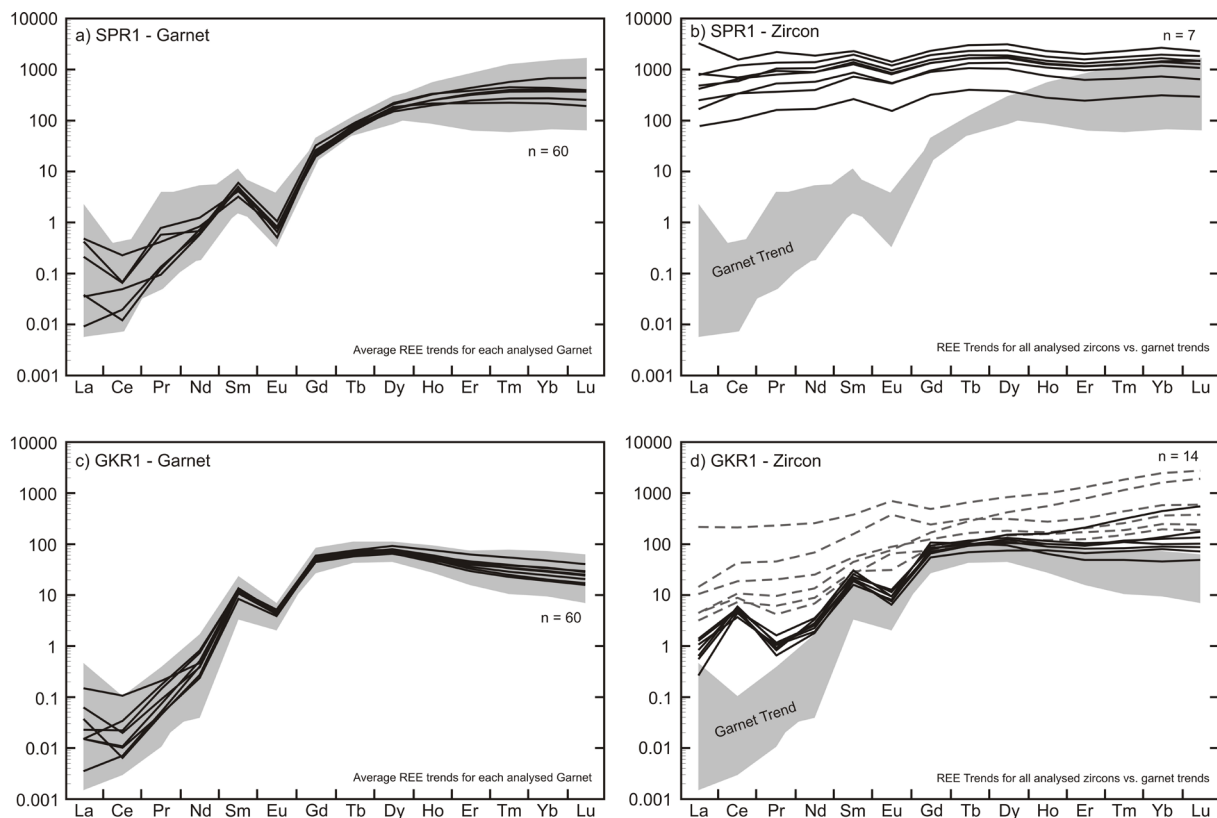 10000
1000
100
10
1
0.1
0.01
0.001
a) SPR1 - Garnet
n = 60
Average REE trends for each analysed Garnet
La Ce Pr Nd Sm Eu Gd Tb Dy Ho Er Tm Yb Lu
10000
1000
100
10
1
0.1
0.01
0.001
b) SPR1 - Zircon
n = 7
Garnet Trend
REE Trends for all analysed zircons vs. garnet trends
La Ce Pr Nd Sm Eu Gd Tb Dy Ho Er Tm Yb Lu
10000
1000
100
10
1
0.1
0.01
0.001
c) GKR1 - Garnet
n = 60
Average REE trends for each analysed Garnet
La Ce Pr Nd Sm Eu Gd Tb Dy Ho Er Tm Yb Lu
10000
1000
100
10
1
0.1
0.01
0.001
d) GKR1 - Zircon
n = 14
Garnet Trend
REE Trends for all analysed zircons vs. garnet trends
La Ce Pr Nd Sm Eu Gd Tb Dy Ho Er Tm Yb Lu